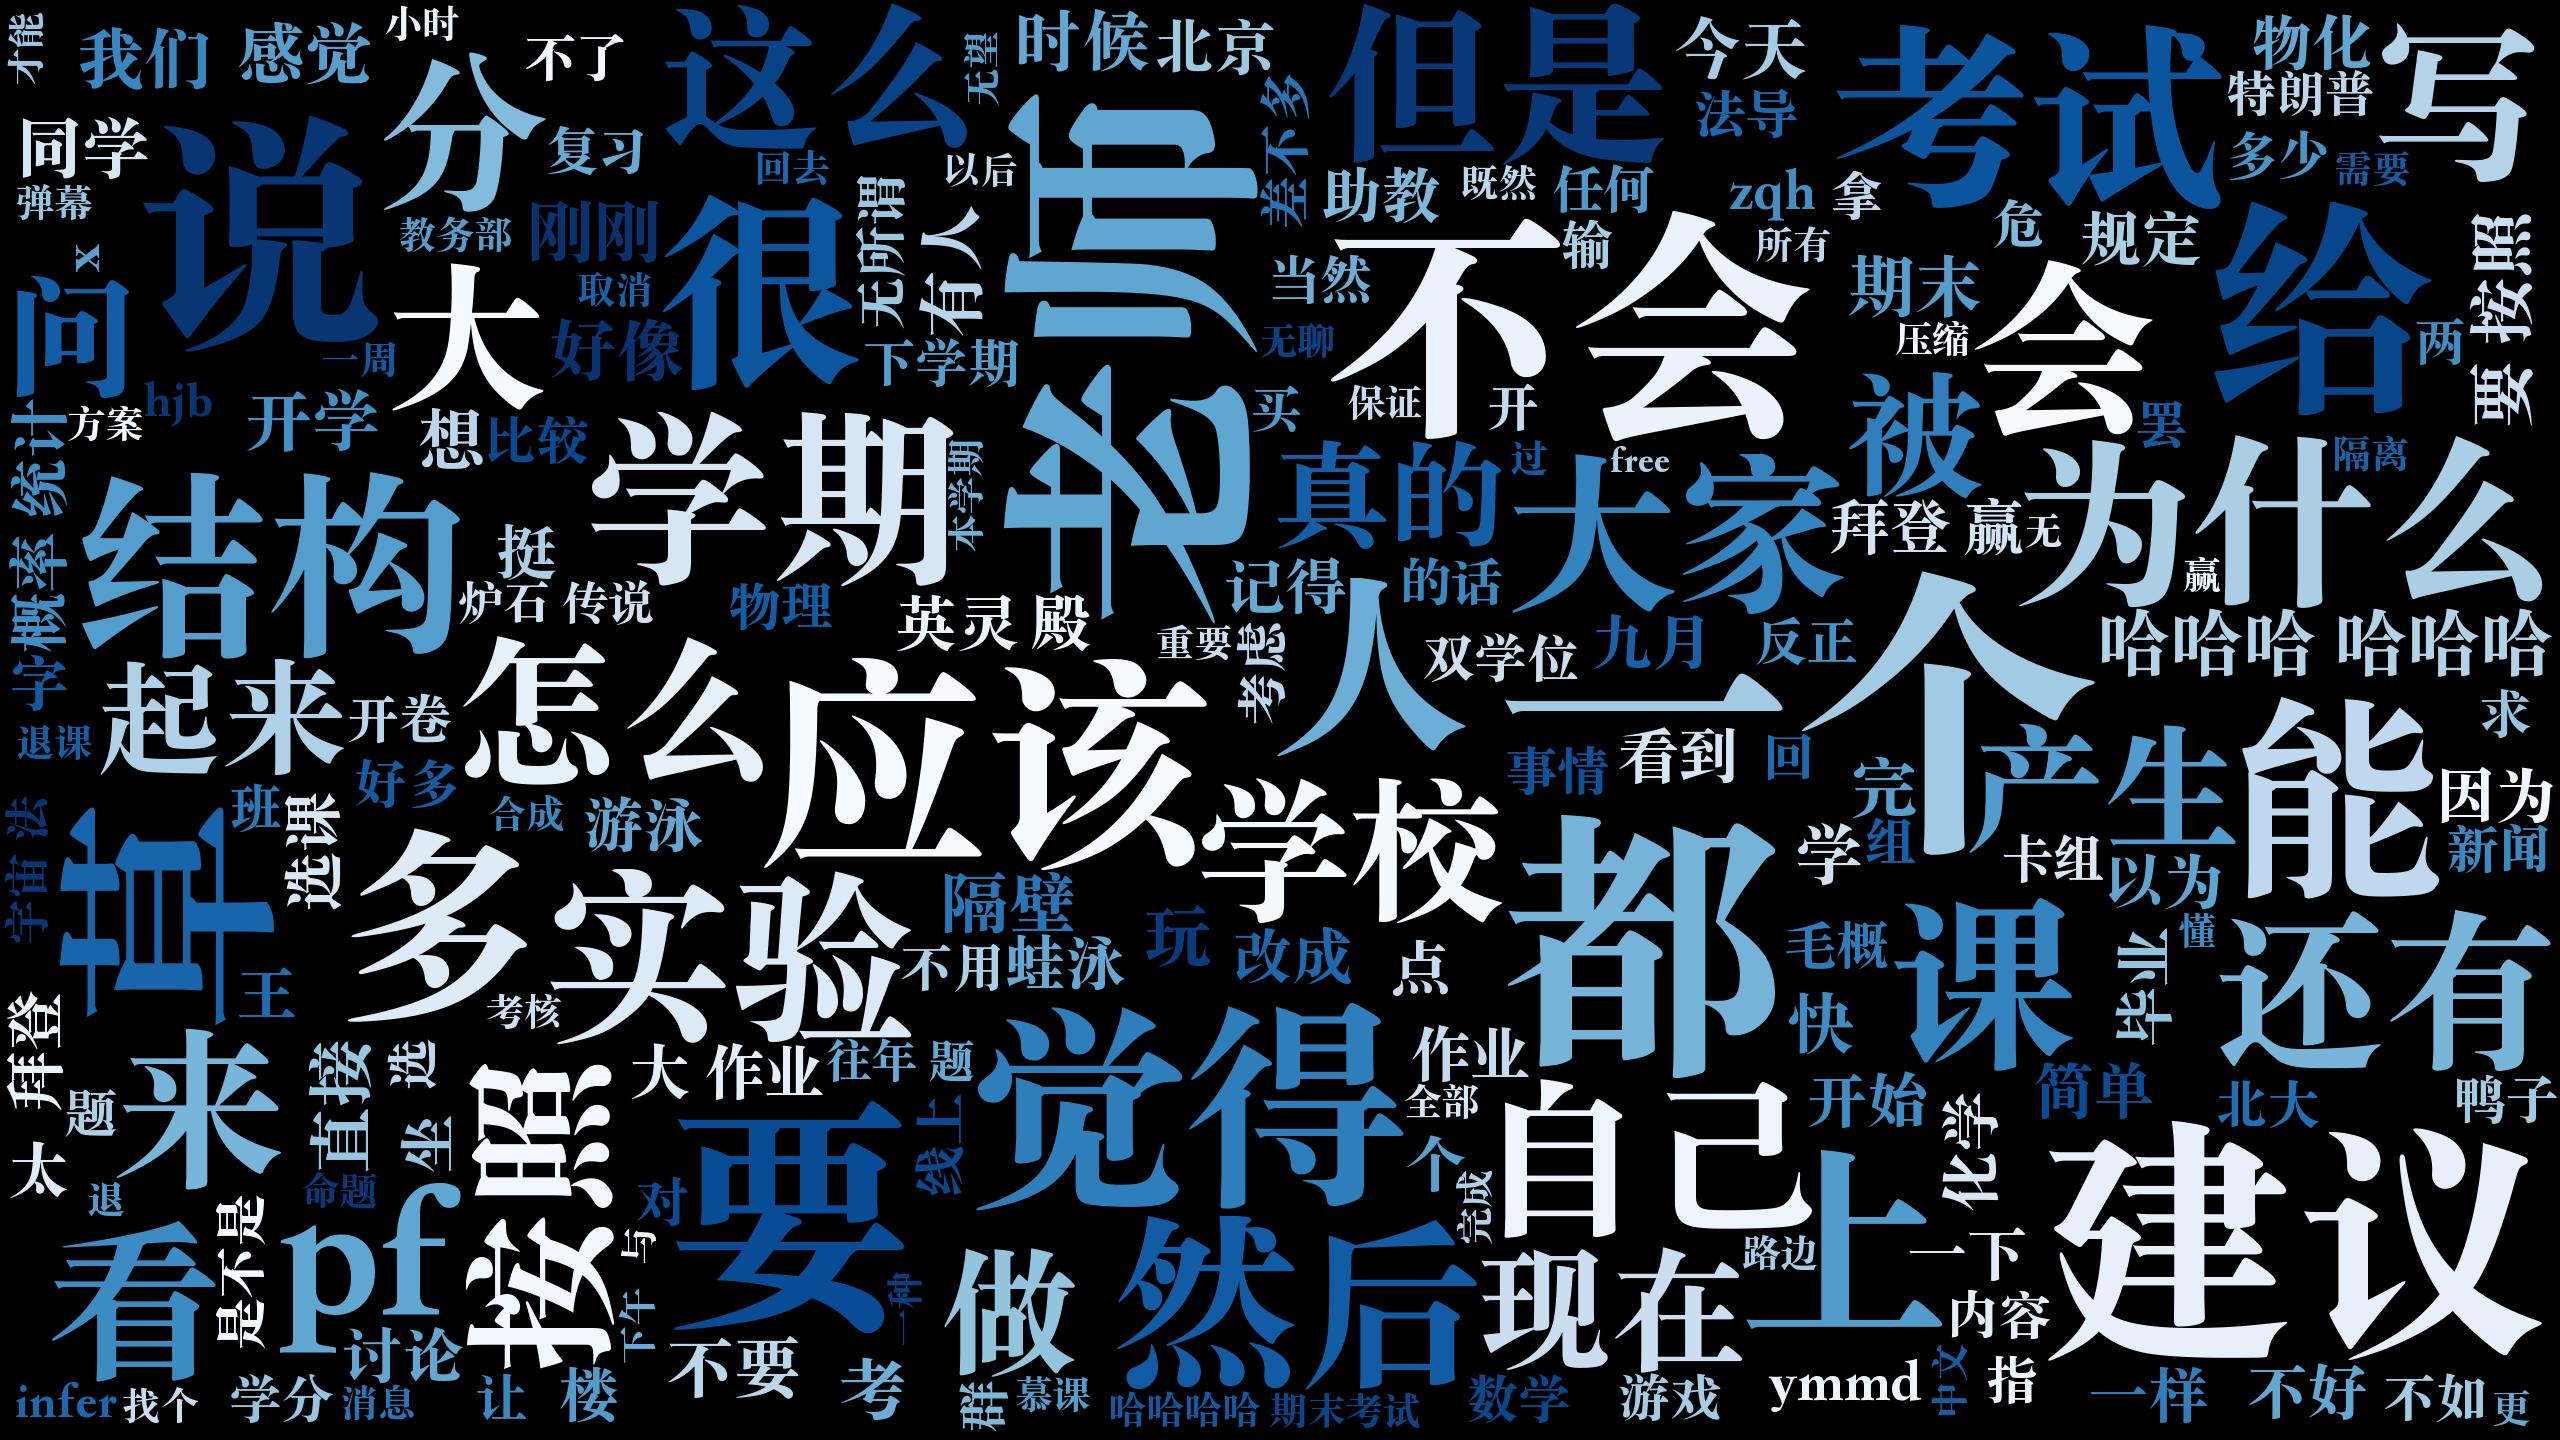 才能
我们
感觉
小时
不了
这么
无望
时候
北京
但是
今天
考试
物化
写
特朗普
法导
同学
说
分
复习
回去
以后
老师
差不多
多少
需要
弹幕
助教
既然
任何
zqh
拿
教务部
刚刚
很
无所谓
有人
不会
输
所有
危
规定
给
按照 要
x
问
大
取消
好像
当然
期末
压缩
会
两
一周
下学期
无聊
hjb
方案
开学
想
比较
学期
买
保证
开
被
罢
统计
概率
本学期
真的
过
free
大家
为什么
隔离
结构
挺
拜登 赢
无
赢
炉石 传说
物理
英灵 殿
记得
的话
人
一个
重要
考虑
双学位
九月
反正
哈哈哈 哈哈哈
字
起来
怎么
应该
求
退课
开卷
好多
事情
看到
回
产生
能
因为
完
班
选课
合成
游泳
学校
都
学
组
卡组
以为
新闻
宇宙 法
章
多
实验
隔壁
不用
蛙泳
玩
改成
点
毛概
课
毕业
懂
还有
王
考核
快
拜登
来
直接
选
按照
大 作业
往年 题
觉得
作业
全部
自己
开始
化学
简单
北大
鸭子
题
坐
线上
个
完成
上
建议
太
退
命题
对
要
看
是不是
pf
与
一种
然后
现在
路边
一下
内容
讨论
下午
做
infer
找个
学分
消息
让
楼
不要
考
群
慕课
哈哈哈哈
期末考试
数学
游戏
ymmd
中文
指
一样
不好
不如
更